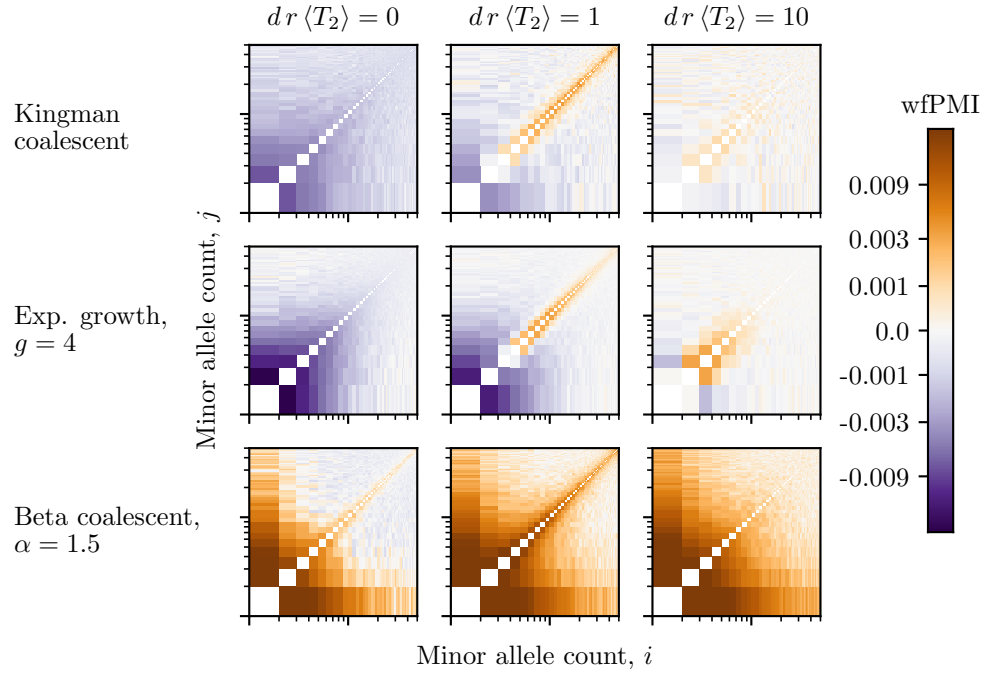 d r ⟨T₂⟩ = 0
d r ⟨T₂⟩ = 1
d r ⟨T₂⟩ = 10
Kingman
coalescent
Exp. growth,
g = 4
Beta coalescent,
α = 1.5
Minor allele count, j
Minor allele count, i
wfPMI
0.009
0.003
0.001
0.0
-0.001
-0.003
-0.009